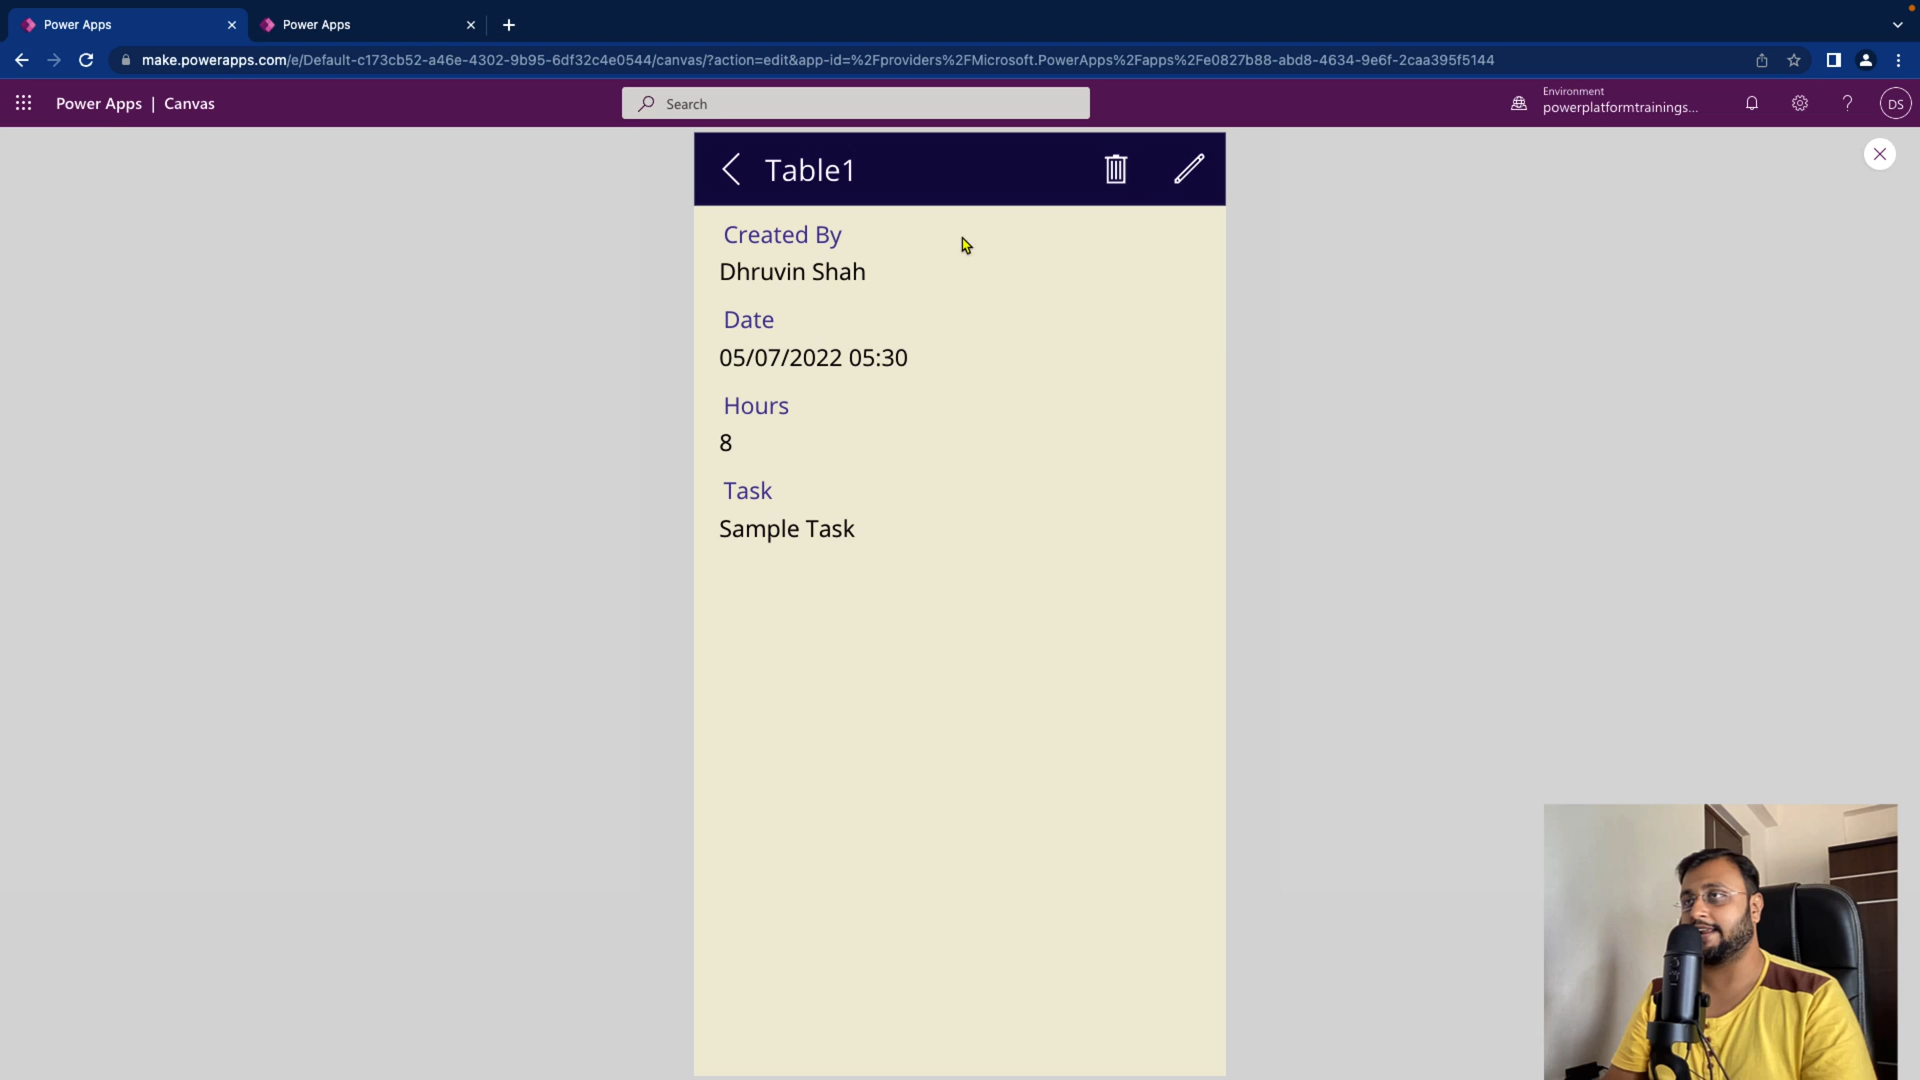 Power Apps
Power Apps
make.powerapps.com/e/Default-c173cb52-a46e-4302-9b95-6df32c4e0544/canvas/?action=edit&app-id=%2Fproviders%2FMicrosoft.PowerApps%2Fapps%2Fe0827b88-abd8-4634-9e6f-2caa395f5144
Power Apps | Canvas
Search
Environment
powerplatformtrainings...
?
DS
Table1
Created By
Dhruvin Shah
Date
05/07/2022 05:30
Hours
8
Task
Sample Task